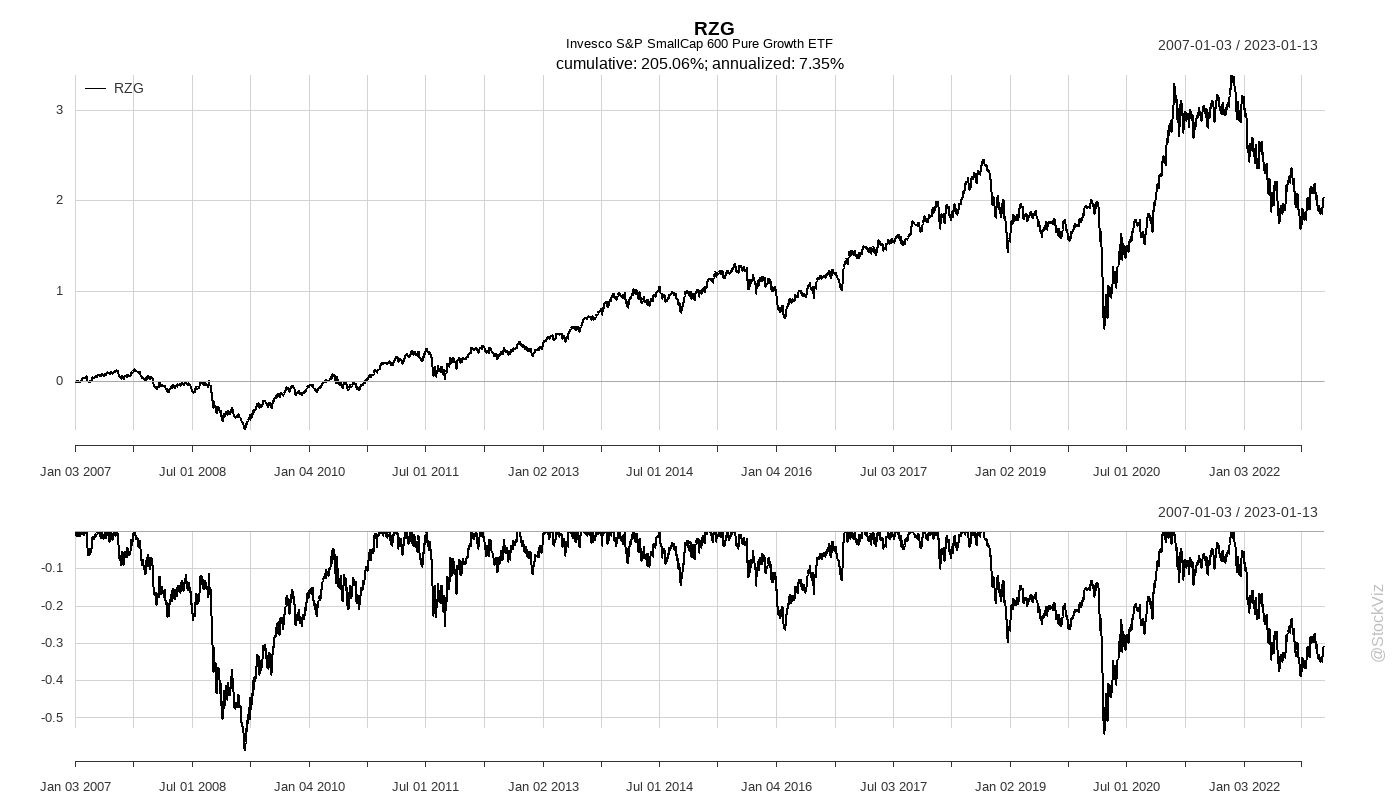 RZG
Invesco S&P SmallCap 600 Pure Growth ETF
cumulative: 205.06%; annualized: 7.35%
2007-01-03 / 2023-01-13
RZG
3
2
1
0
Jan 03 2007 Jul 01 2008 Jan 04 2010 Jul 01 2011 Jan 02 2013 Jul 01 2014 Jan 04 2016 Jul 03 2017 Jan 02 2019 Jul 01 2020 Jan 03 2022
2007-01-03 / 2023-01-13
-0.1
-0.2
-0.3
-0.4
-0.5
Jan 03 2007 Jul 01 2008 Jan 04 2010 Jul 01 2011 Jan 02 2013 Jul 01 2014 Jan 04 2016 Jul 03 2017 Jan 02 2019 Jul 01 2020 Jan 03 2022
@StockViz